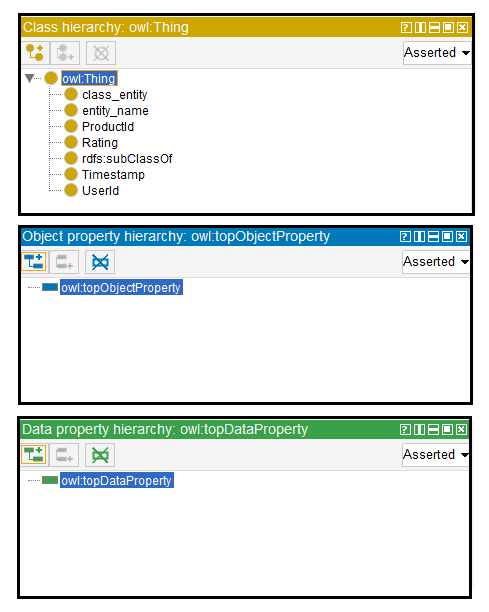 Class hierarchy: owl:Thing
Asserted
owl:Thing
class_entity
entity_name
ProductId
Rating
rdfs:subClassOf
Timestamp
UserId
Object property hierarchy: owl:topObjectProperty
Asserted
owl:topObjectProperty
Data property hierarchy: owl:topDataProperty
Asserted
owl:topDataProperty